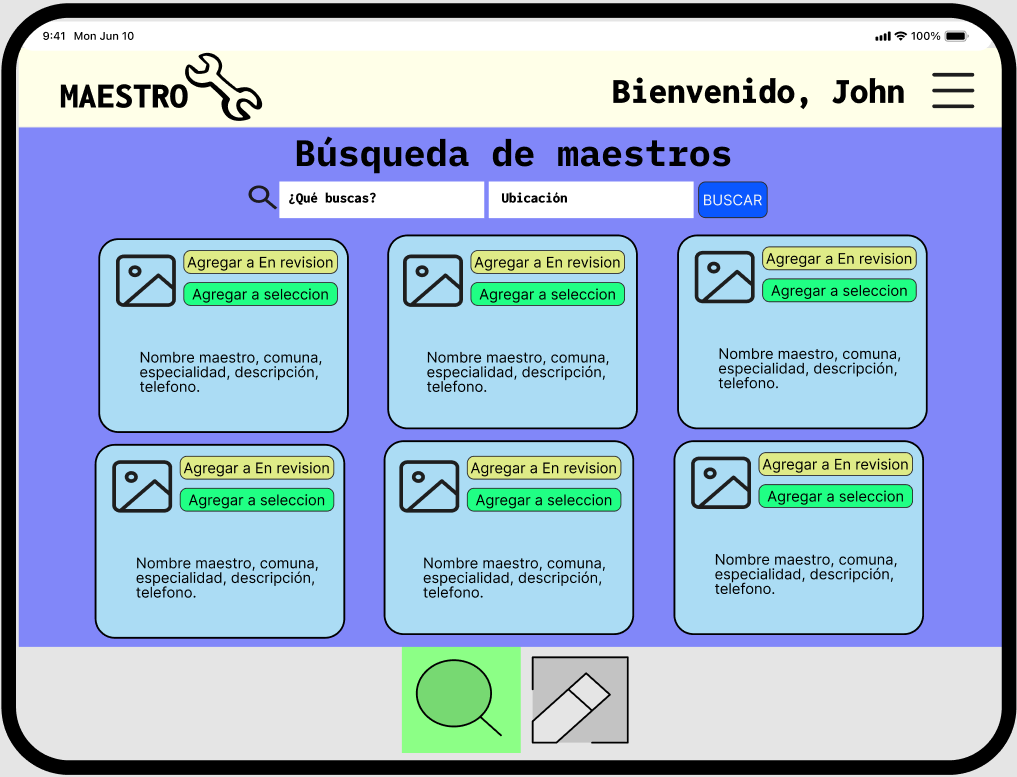 9:41 Mon Jun 10
100%
MAESTRO
Bienvenido, John
Búsqueda de maestros
¿Qué buscas?
Ubicación
BUSCAR
Agregar a En revision
Agregar a seleccion
Nombre maestro, comuna,
especialidad, descripción,
telefono.
Agregar a En revision
Agregar a seleccion
Nombre maestro, comuna,
especialidad, descripción,
telefono.
Agregar a En revision
Agregar a seleccion
Nombre maestro, comuna,
especialidad, descripción,
telefono.
Agregar a En revision
Agregar a seleccion
Nombre maestro, comuna,
especialidad, descripción,
telefono.
Agregar a En revision
Agregar a seleccion
Nombre maestro, comuna,
especialidad, descripción,
telefono.
Agregar a En revision
Agregar a seleccion
Nombre maestro, comuna,
especialidad, descripción,
telefono.